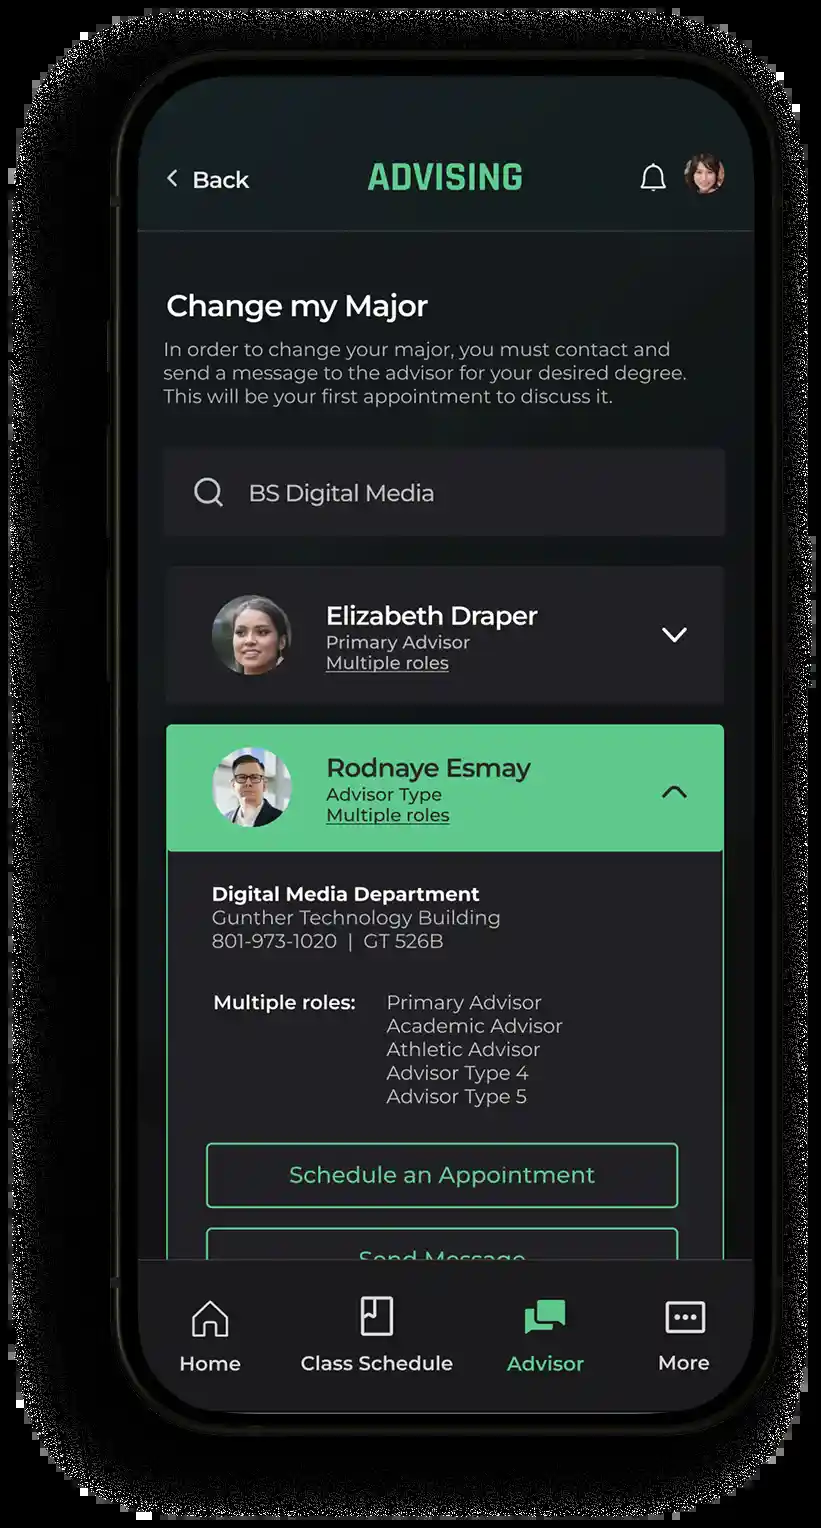 Back
ADVISING
Change my Major
In order to change your major, you must contact and
send a message to the advisor for your desired degree.
This will be your first appointment to discuss it.
BS Digital Media
Elizabeth Draper
Primary Advisor
Multiple roles
Rodnaye Esmay
Advisor Type
Multiple roles
Digital Media Department
Gunther Technology Building
801-973-1020 | GT 526B
Multiple roles: Primary Advisor
Academic Advisor
Athletic Advisor
Advisor Type 4
Advisor Type 5
Schedule an Appointment
Send Message
Home Class Schedule Advisor More